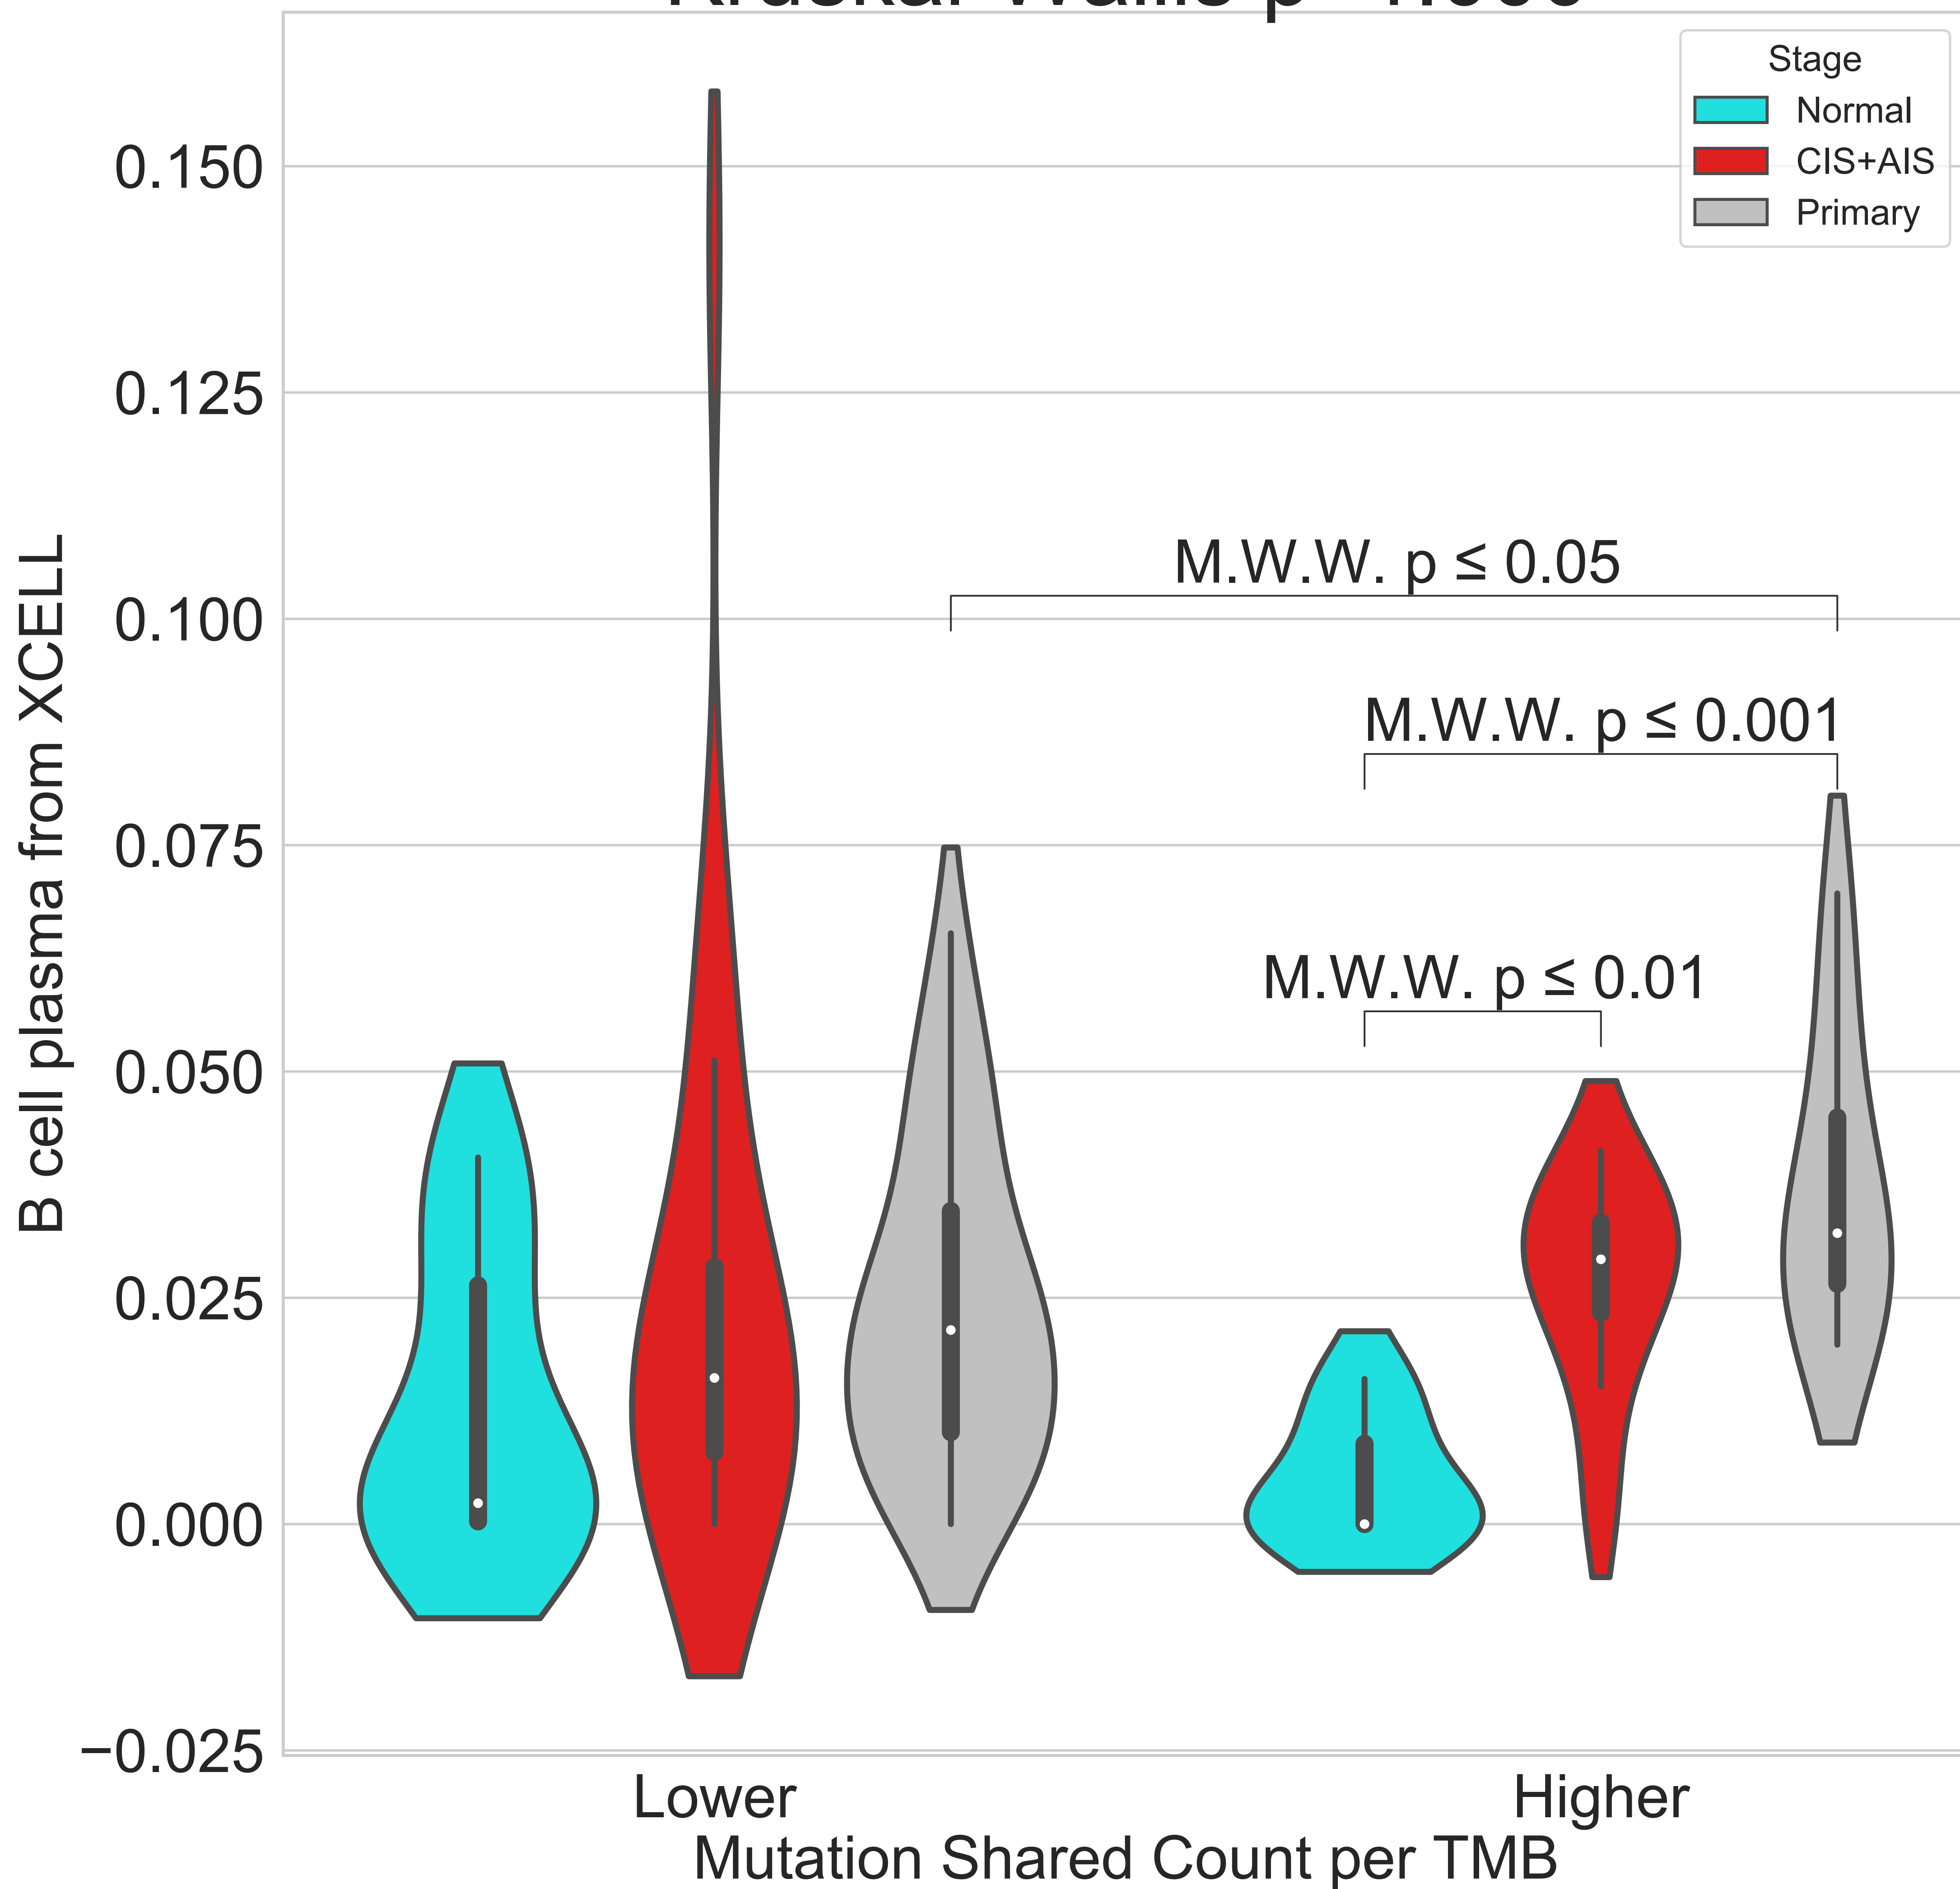 Stage
Normal
CIS+AIS
Primary
0.150
0.125
0.100
0.075
0.050
0.025
0.000
−0.025
B cell plasma from XCELL
M.W.W. p ≤ 0.05
M.W.W. p ≤ 0.001
M.W.W. p ≤ 0.01
Lower
Higher
Mutation Shared Count per TMB